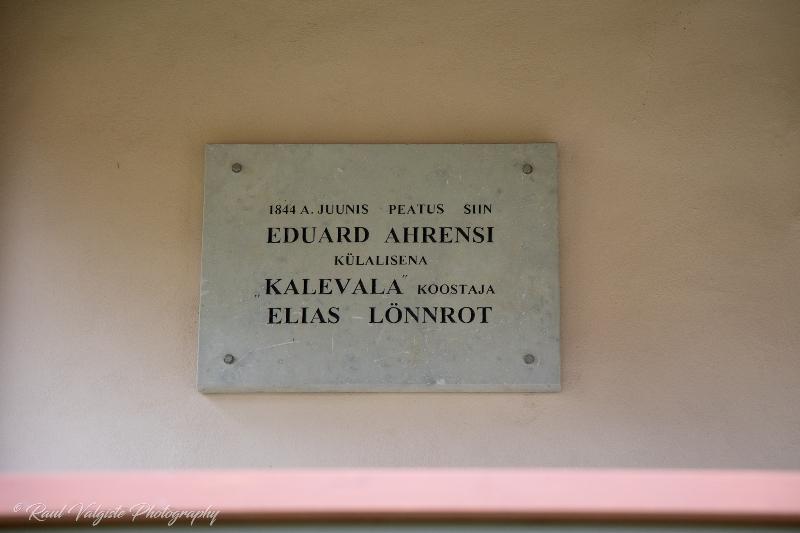 1844 A. JUUNIS PEATUS SIIN
EDUARD AHRENSI
KÜLALISENA
„KALEVALA” KOOSTAJA
ELIAS LÖNNROT
© Raul Valgiste Photography